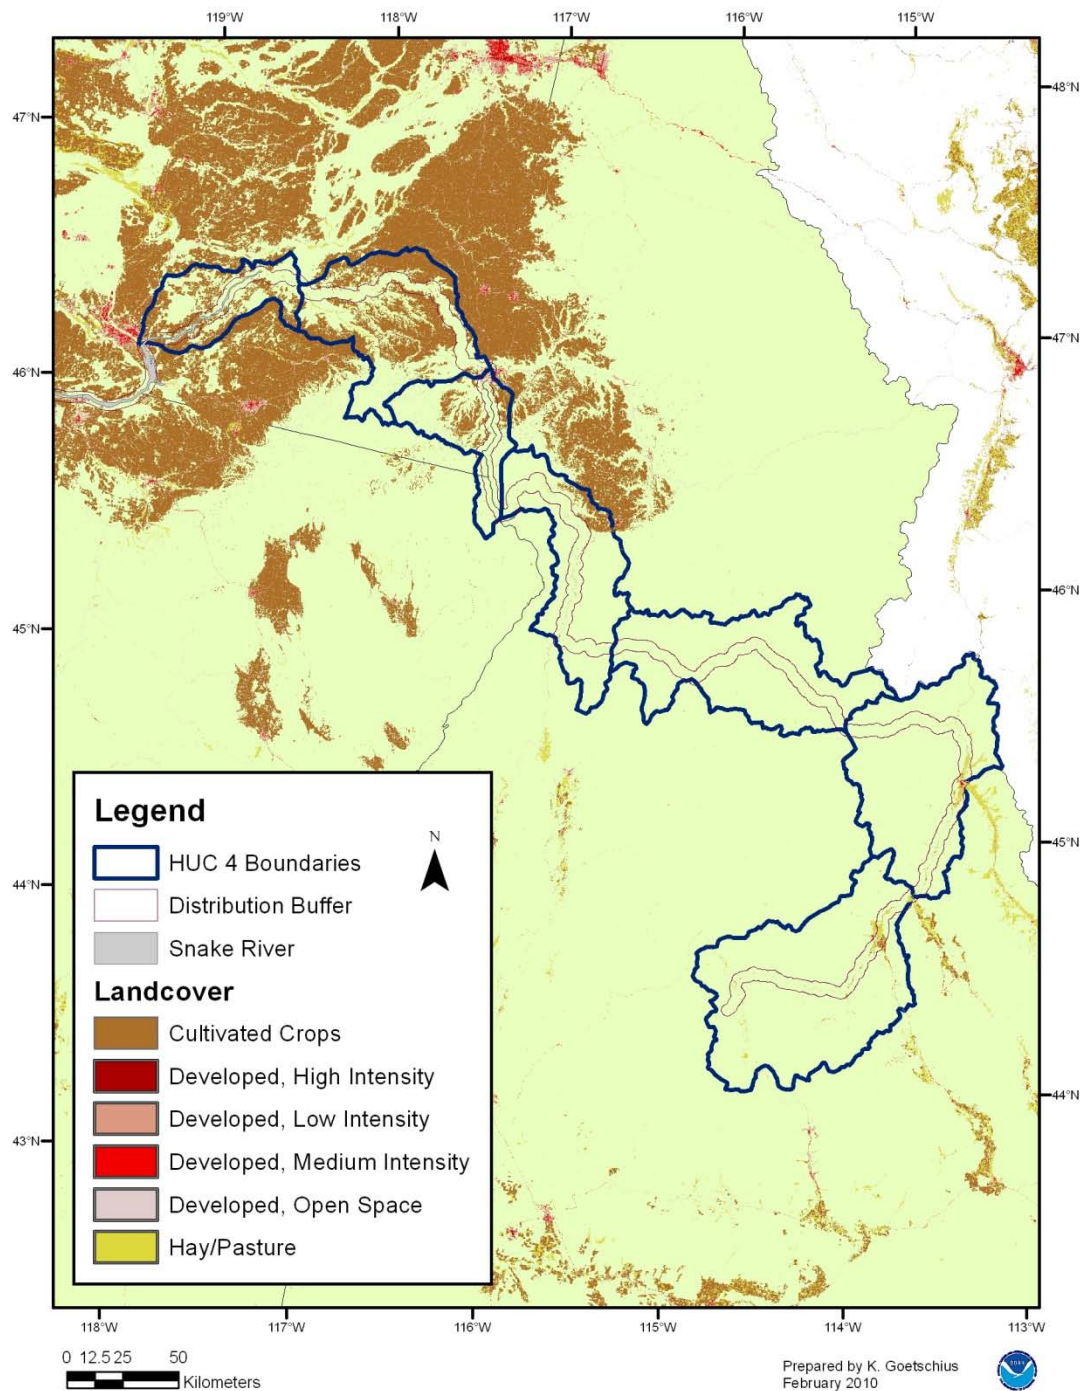 119°W 118°W 117°W 116°W 115°W
48°N
47°N
47°N
46°N
46°N
45°N
45°N
44°N
44°N
43°N
Legend
N
HUC 4 Boundaries
Distribution Buffer
Snake River
Landcover
Cultivated Crops
Developed, High Intensity
Developed, Low Intensity
Developed, Medium Intensity
Developed, Open Space
Hay/Pasture
118°W 117°W 116°W 115°W 114°W 113°W
0 12.5 25 50
Kilometers
Prepared by K. Goetschius
February 2010